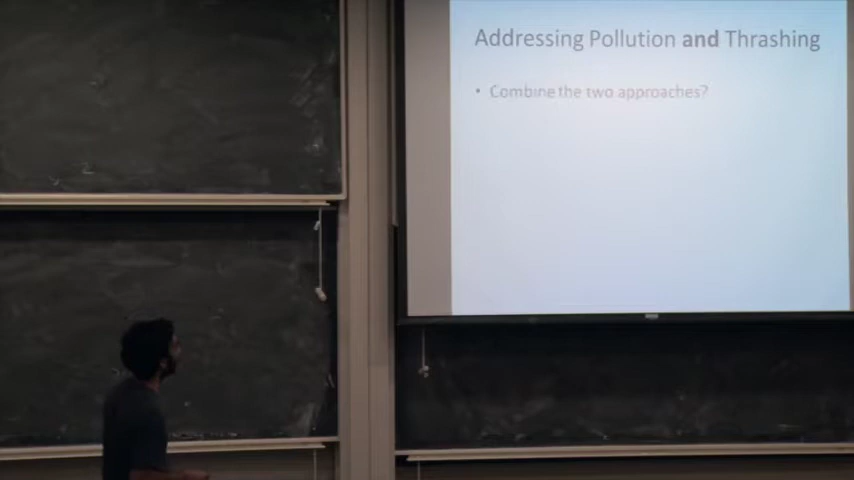 Addressing Pollution and Thrashing
• Combine the two approaches?